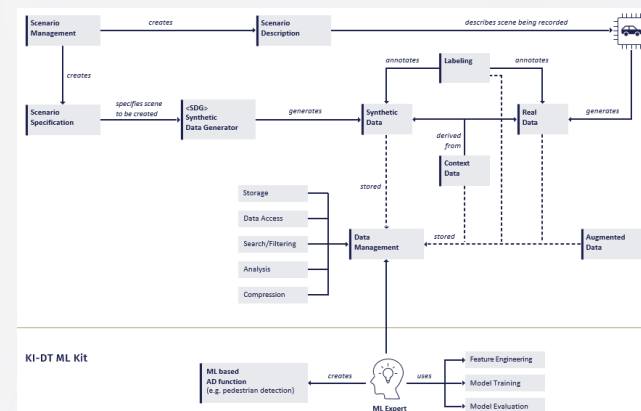 Scenario
Management
creates
Scenario
Description
describes scene being recorded
creates
annotates
Labeling
annotates
Scenario
Specification
specifies scene
to be created
<SDG>
Synthetic
Data Generator
generates
Synthetic
Data
Real
Data
generates
derived
from
Context
Data
stored
Storage
Data Access
Search/Filtering
Analysis
Compression
Data
Management
stored
Augmented
Data
KI-DT ML Kit
ML based
AD function
(e.g. pedestrian detection)
creates
uses
ML Expert
Feature Engineering
Model Training
Model Evaluation